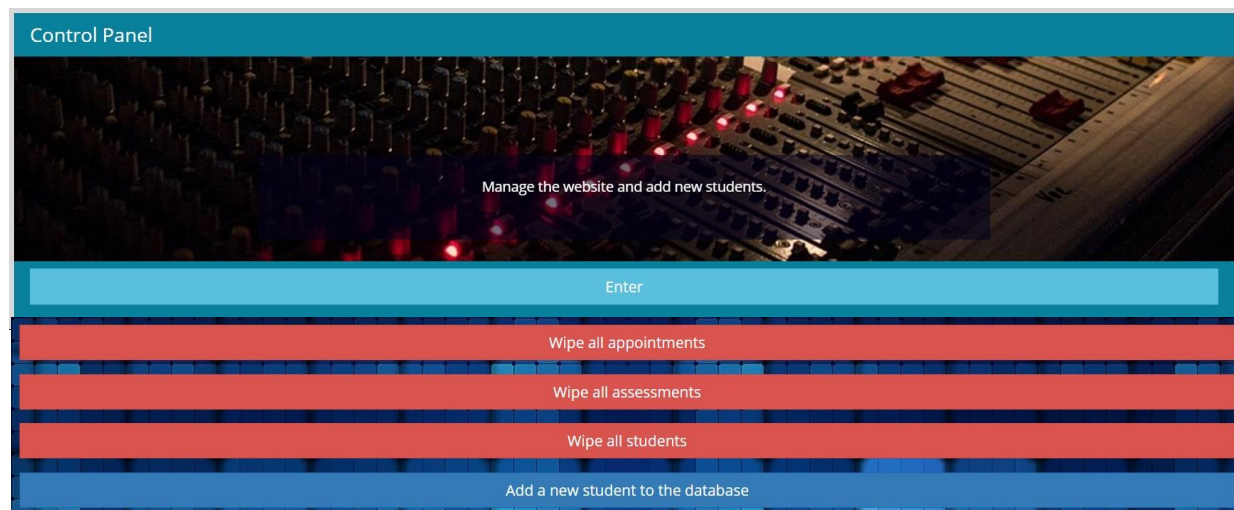 Control Panel
Manage the website and add new students.
Enter
Wipe all appointments
Wipe all assessments
Wipe all students
Add a new student to the database